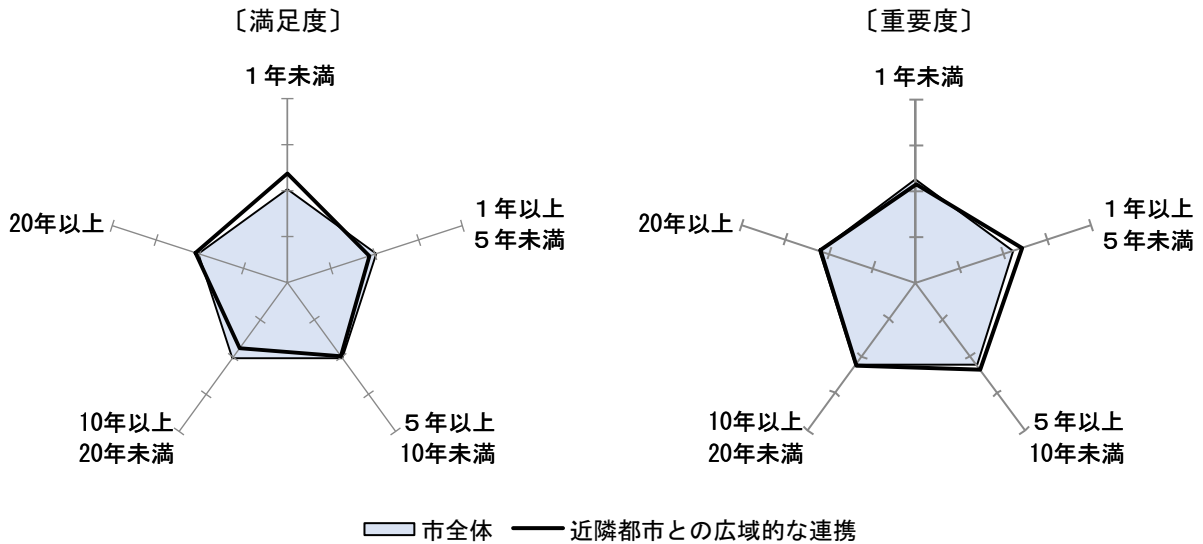 〔満足度〕
１年未満
１年以上
５年未満
５年以上
10年未満
10年以上
20年未満
20年以上
〔重要度〕
１年未満
１年以上
５年未満
５年以上
10年未満
10年以上
20年未満
20年以上
市全体
近隣都市との広域的な連携